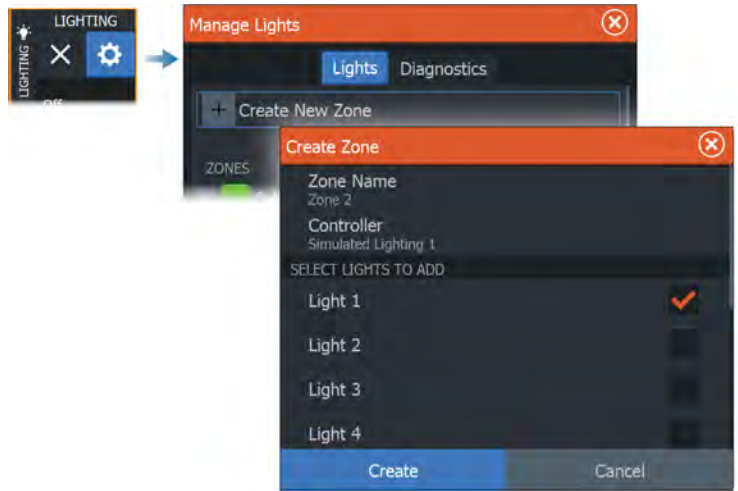 LIGHTING
LIGHTING
Off
Manage Lights
Lights Diagnostics
Create New Zone
ZONES
Create Zone
Zone Name
Zone 2
Controller
Simulated Lighting 1
SELECT LIGHTS TO ADD
Light 1
Light 2
Light 3
Light 4
Create Cancel